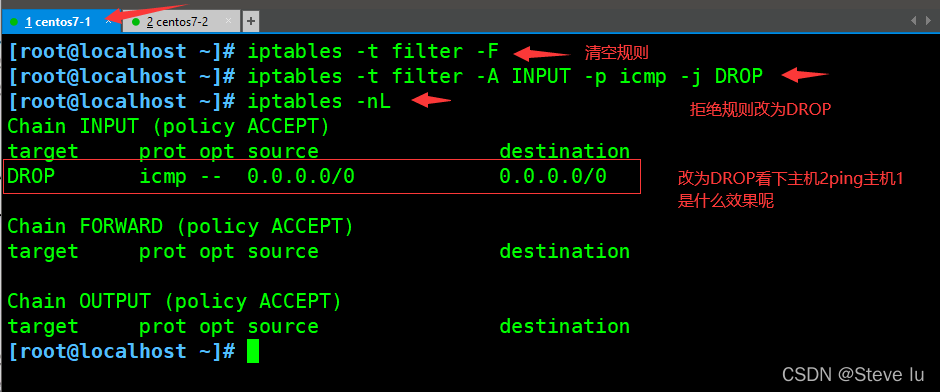 1 centos7-1
2 centos7-2
[root@localhost ~]# iptables -t filter -F
清空规则
[root@localhost ~]# iptables -t filter -A INPUT -p icmp -j DROP
[root@localhost ~]# iptables -nL
拒绝规则改为DROP
Chain INPUT (policy ACCEPT)
target prot opt source destination
DROP icmp -- 0.0.0.0/0 0.0.0.0/0
改为DROP看下主机2ping主机1
是什么效果呢
Chain FORWARD (policy ACCEPT)
target prot opt source destination
Chain OUTPUT (policy ACCEPT)
target prot opt source destination
[root@localhost ~]#
CSDN @Steve lu